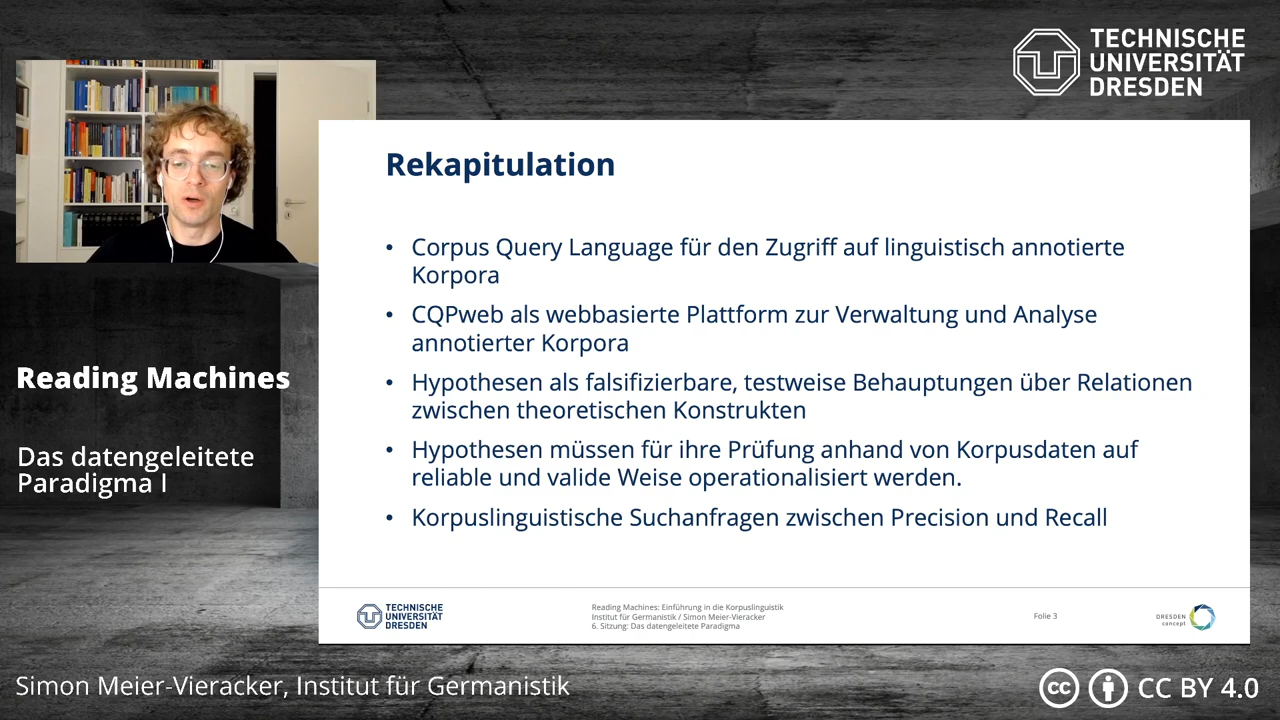 TECHNISCHE
UNIVERSITÄT
DRESDEN
Rekapitulation
• Corpus Query Language für den Zugriff auf linguistisch annotierte
Korpora
• CQPweb als webbasierte Plattform zur Verwaltung und Analyse
annotierter Korpora
• Hypothesen als falsifizierbare, testweise Behauptungen über Relationen
zwischen theoretischen Konstrukten
• Hypothesen müssen für ihre Prüfung anhand von Korpusdaten auf
reliable und valide Weise operationalisiert werden.
• Korpuslinguistische Suchanfragen zwischen Precision und Recall
Reading Machines
Das datengeleitete
Paradigma I
TECHNISCHE
UNIVERSITÄT
DRESDEN
Reading Machines: Einführung in die Korpuslinguistik
Institut für Germanistik / Simon Meier-Vieracker
6. Sitzung: Das datengeleitete Paradigma
Folie 3
DRESDEN
concept
Simon Meier-Vieracker, Institut für Germanistik
cc CC BY 4.0